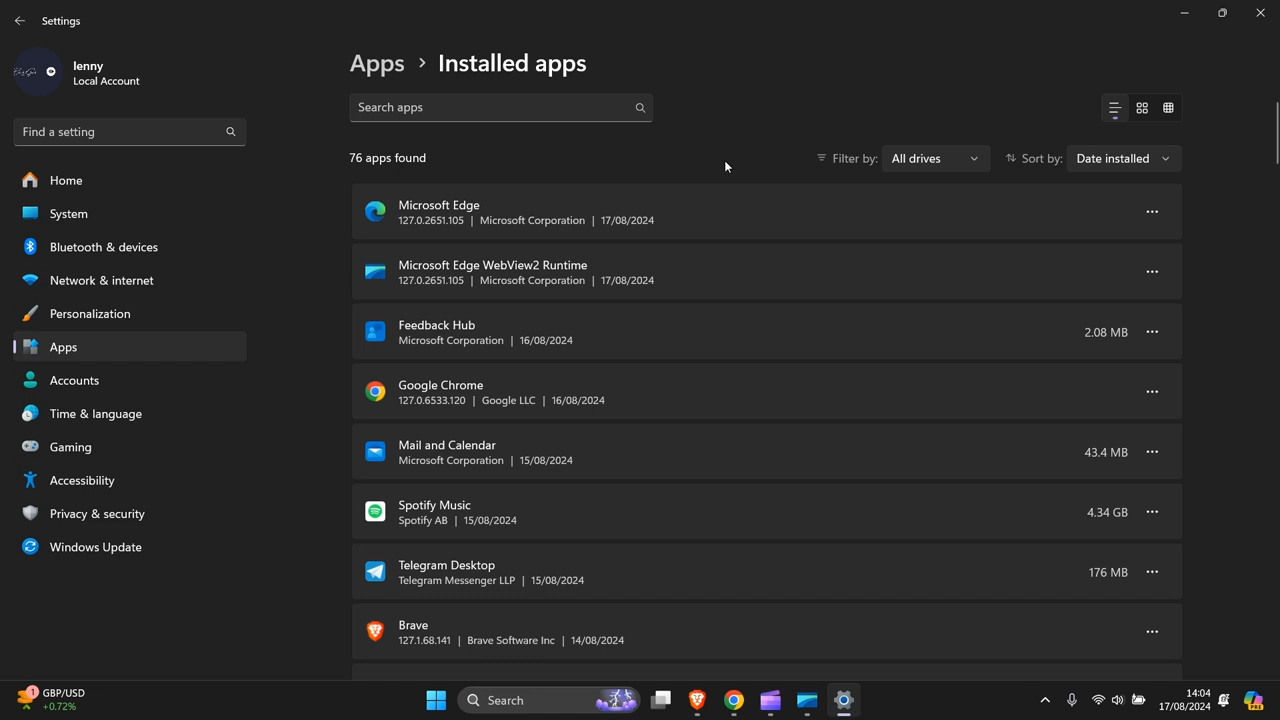 Settings
lenny
Local Account
Find a setting
Home
System
Bluetooth & devices
Network & internet
Personalization
Apps
Accounts
Time & language
Gaming
Accessibility
Privacy & security
Windows Update
Apps > Installed apps
Search apps
76 apps found
Filter by: All drives
Sort by: Date installed
Microsoft Edge
127.0.2651.105 | Microsoft Corporation | 17/08/2024
Microsoft Edge WebView2 Runtime
127.0.2651.105 | Microsoft Corporation | 17/08/2024
Feedback Hub
Microsoft Corporation | 16/08/2024
2.08 MB
Google Chrome
127.0.6533.120 | Google LLC | 16/08/2024
Mail and Calendar
Microsoft Corporation | 15/08/2024
43.4 MB
Spotify Music
Spotify AB | 15/08/2024
4.34 GB
Telegram Desktop
Telegram Messenger LLP | 15/08/2024
176 MB
Brave
127.1.68.141 | Brave Software Inc | 14/08/2024
1
GBP/USD
+0.72%
Search
14:04
17/08/2024
PRE